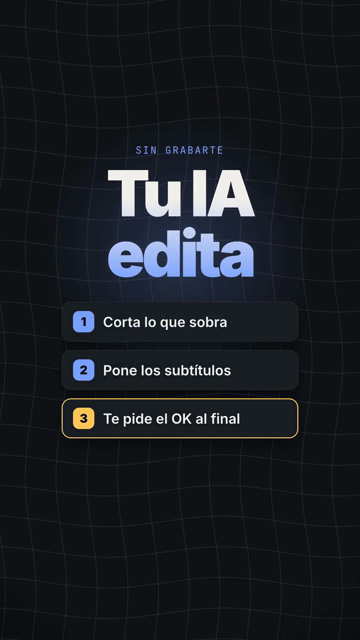 SIN GRABARTE
Tu IA
edita
1 Corta lo que sobra
2 Pone los subtítulos
3 Te pide el OK al final